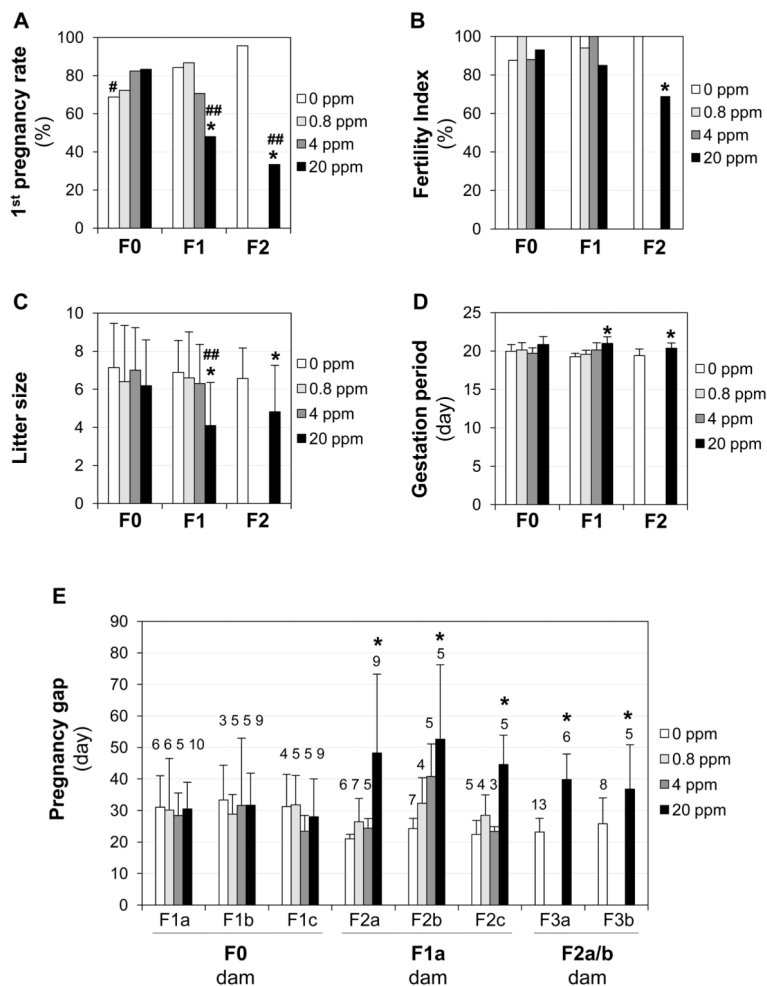 A
1st pregnancy rate
(%)
100
80
60
40
20
0
#
##
*
##
*
F0 F1 F2
0 ppm
0.8 ppm
4 ppm
20 ppm
B
Fertility Index
(%)
100
80
60
40
20
0
*
F0 F1 F2
0 ppm
0.8 ppm
4 ppm
20 ppm
C
Litter size
10
8
6
4
2
0
##
*
*
F0 F1 F2
0 ppm
0.8 ppm
4 ppm
20 ppm
D
Gestation period
(day)
25
20
15
10
5
0
* *
F0 F1 F2
0 ppm
0.8 ppm
4 ppm
20 ppm
E
Pregnancy gap
(day)
90
80
70
60
50
40
30
20
10
0
6 6 5 10
3 5 5 9
4 5 5 9
6 7 5
*
9
7 4 5
*
5
5 4 3
*
5
13
*
6
8
*
5
F1a F1b F1c F2a F2b F2c F3a F3b
F0 F1a F2a/b
dam dam dam
0 ppm
0.8 ppm
4 ppm
20 ppm